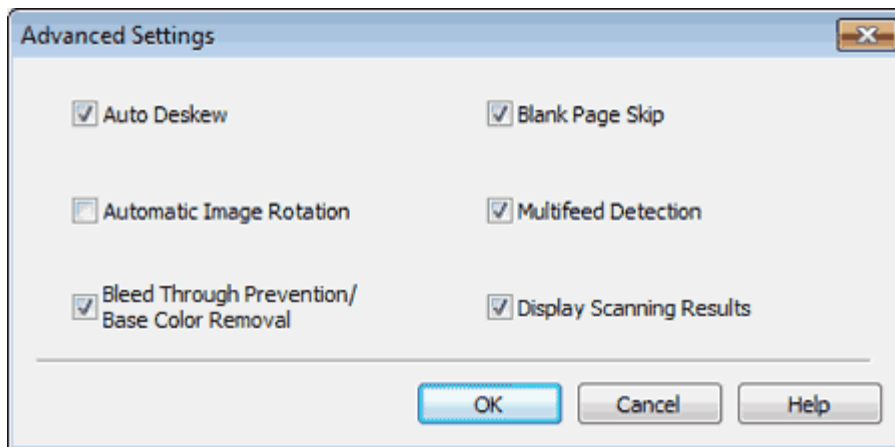 Advanced Settings
Auto Deskew
Blank Page Skip
Automatic Image Rotation
Multifeed Detection
Bleed Through Prevention/
Base Color Removal
Display Scanning Results
OK
Cancel
Help